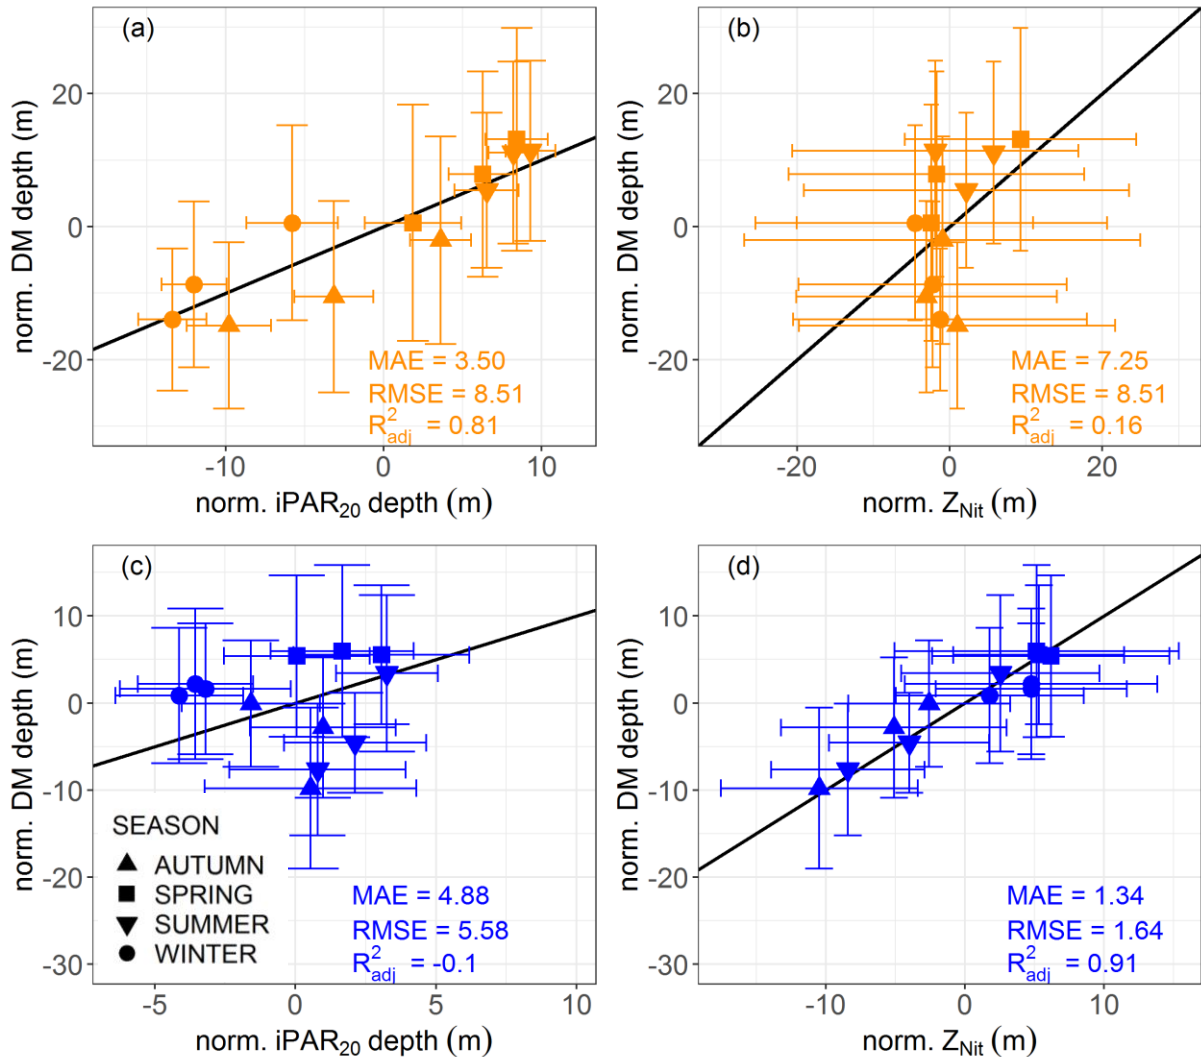 (a)
norm. DM depth (m)
20
0
-20
MAE = 3.50
RMSE = 8.51
R²adj = 0.81
-10
0
10
norm. iPAR₂₀ depth (m)
(b)
norm. DM depth (m)
20
0
-20
MAE = 7.25
RMSE = 8.51
R²adj = 0.16
-20
0
20
norm. ZNit (m)
(c)
norm. DM depth (m)
10
0
-10
-20
-30
SEASON
AUTUMN
SPRING
SUMMER
WINTER
MAE = 4.88
RMSE = 5.58
R²adj = -0.1
-5
0
5
10
norm. iPAR₂₀ depth (m)
(d)
norm. DM depth (m)
10
0
-10
-20
-30
MAE = 1.34
RMSE = 1.64
R²adj = 0.91
-10
0
10
norm. ZNit (m)